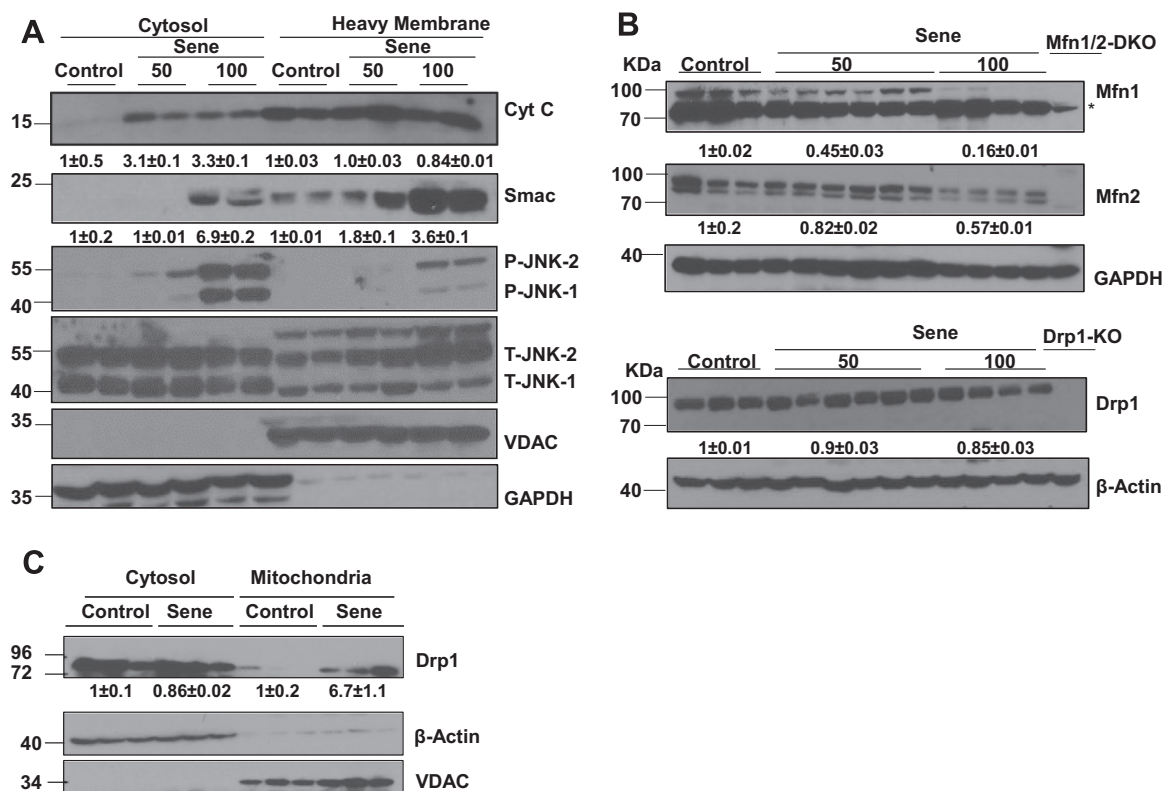 A
Cytosol Heavy Membrane
Sene Sene
Control 50 100 Control 50 100
15 Cyt C
1±0.5 3.1±0.1 3.3±0.1 1±0.03 1.0±0.03 0.84±0.01
25 Smac
1±0.2 1±0.01 6.9±0.2 1±0.01 1.8±0.1 3.6±0.1
P-JNK-2
55
P-JNK-1
40
55 T-JNK-2
40 T-JNK-1
35
VDAC
35 GAPDH
B
Sene Mfn1/2-DKO
KDa Control 50 100
100 Mfn1
*
70
1±0.02 0.45±0.03 0.16±0.01
100
Mfn2
70
1±0.2 0.82±0.02 0.57±0.01
40
GAPDH
Sene Drp1-KO
KDa Control 50 100
100 Drp1
70
1±0.01 0.9±0.03 0.85±0.03
40 β-Actin
C
Cytosol Mitochondria
Control Sene Control Sene
96
Drp1
72
1±0.1 0.86±0.02 1±0.2 6.7±1.1
40 β-Actin
34 VDAC